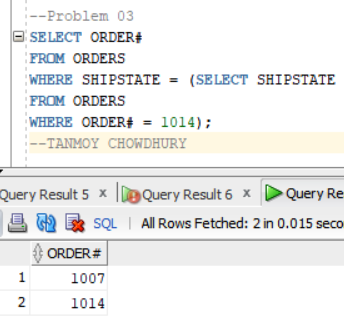 --Problem 03
SELECT ORDER#
FROM ORDERS
WHERE SHIPSTATE = (SELECT SHIPSTATE
FROM ORDERS
WHERE ORDER# = 1014);
--TANMOY CHOWDHURY
Query Result 5 x Query Result 6 x Query Re
SQL | All Rows Fetched: 2 in 0.015 seco
ORDER#
1 1007
2 1014